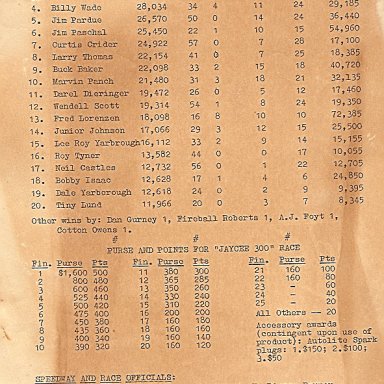 4. Billy Wade 28,034 34 4 11 24 29,185
5. Jim Pardue 26,570 50 0 14 24 36,440
6. Jim Paschal 25,450 22 1 10 15 54,960
7. Curtis Crider 24,922 57 0 7 28 17,100
8. Larry Thomas 22,154 41 0 7 25 18,385
9. Buck Baker 22,098 33 2 15 18 40,720
10. Marvin Panch 21,480 31 3 18 21 32,135
11. Darel Dieringer 19,472 26 0 5 12 17,460
12. Wendell Scott 19,314 54 1 8 24 19,350
13. Fred Lorenzen 18,098 16 8 10 10 72,385
14. Junior Johnson 17,066 29 3 12 15 25,500
15. Lee Roy Yarbrough 16,112 33 2 9 14 15,155
16. Roy Tyner 13,582 44 0 0 17 10,055
17. Neil Castles 12,732 56 0 1 22 12,705
18. Bobby Isaac 12,628 17 1 4 6 24,850
19. Dale Yarborough 12,618 24 0 2 9 9,395
20. Tiny Lund 11,966 20 0 3 7 8,345
Other wins by: Dan Gurney 1, Fireball Roberts 1, A.J. Foyt 1,
Cotton Owens 1.
# # #
PURSE AND POINTS FOR "JAYCEE 300" RACE
Fin. Purse Pts Fin. Purse Pts Fin. Purse Pts
1 $1,600 500 11 380 300 21 160 100
2 800 480 12 365 285 22 160 80
3 600 460 13 350 260 23 - 60
4 525 440 14 330 240 24 - 40
5 500 420 15 310 220 25 - 20
6 475 400 16 200 200 All Others -- 20
7 450 380 17 160 180 Accessory awards
8 435 360 18 160 160 (contingent upon use of
9 400 340 19 160 140 product): Autolite Spark
10 390 320 20 160 120 plugs: 1.$150; 2.$100;
3.$50
SPEEDWAY AND RACE OFFICIALS: